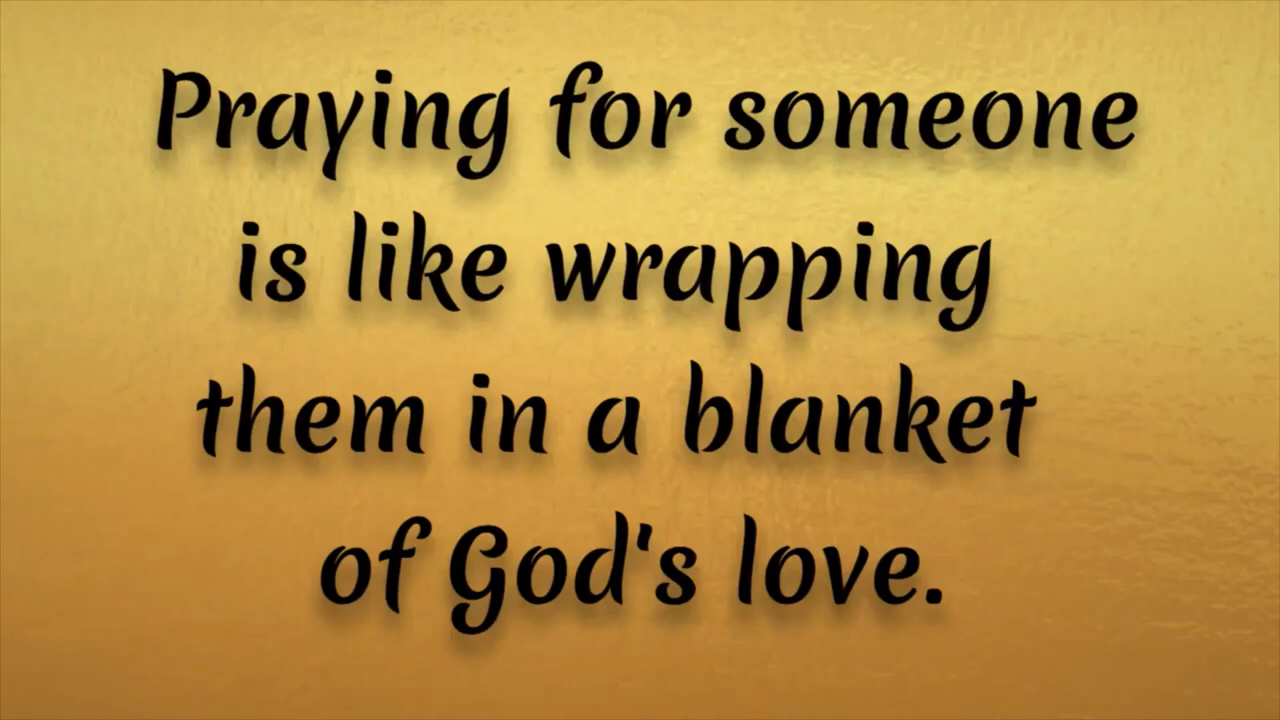 Praying for someone
is like wrapping
them in a blanket
of God's love.